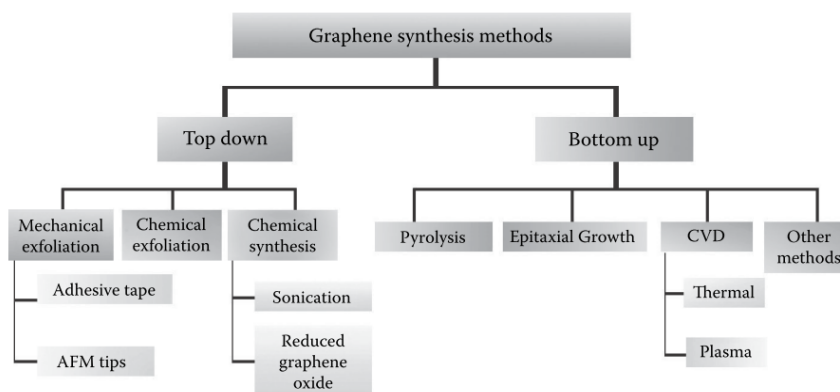 Graphene synthesis methods
Top down
Bottom up
Mechanical
exfoliation
Chemical
exfoliation
Chemical
synthesis
Pyrolysis
Epitaxial Growth
CVD
Other
methods
Adhesive tape
AFM tips
Sonication
Reduced
graphene
oxide
Thermal
Plasma